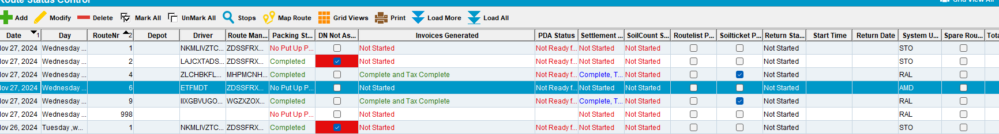 Route Status Control Grid View All
Add Modify Delete Mark All UnMark All Stops Map Route Grid Views Print Load More Load All
Date 1 Day RouteNr 2 Depot Driver Route Man... Packing St... DN Not As... Invoices Generated PDA Status Settlement ... SoilCount S... Routelist P... Soilticket P... Return Sta... Start Time Return Date System U... Spare Rou... Tota
Nov 27, 2024 Wednesday ... 1 NKMLIVZTC... ZDSSFRX... No Put Up P... Not Started Not Ready f... Not Started Not Started Not Started STO
Nov 27, 2024 Wednesday ... 2 LAJCXTADS... ZDSSFRX... Completed Not Started Not Ready f... Not Started Not Started Not Started STO
Nov 27, 2024 Wednesday ... 4 ZLCHBKFL... MHPMCNH... Completed Complete and Tax Complete Not Ready f... Complete, T... Not Started Not Started RAL
Nov 27, 2024 Wednesday ... 6 ETFMDT ZDSSFRX... No Put Up P... Not Started Not Ready f... Not Started Not Started Not Started AMD
Nov 27, 2024 Wednesday ... 9 IIXGBVUGO... WGZXZOX... Completed Complete and Tax Complete Not Ready f... Complete, T... Not Started Not Started RAL
Nov 27, 2024 Wednesday ... 998 No Put Up P... Not Started Not Started Not Started Not Started RAL
Nov 26, 2024 Tuesday ,w... 1 NKMLIVZTC... ZDSSFRX... Completed Not Started Not Ready f... Not Started Not Started Not Started STO